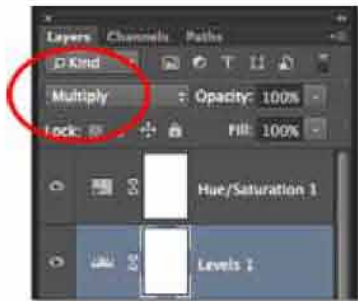 Layers Channels Paths
Kind
Multiply Opacity: 100%
Lock: Fill: 100%
Hue/Saturation 1
Levels 1